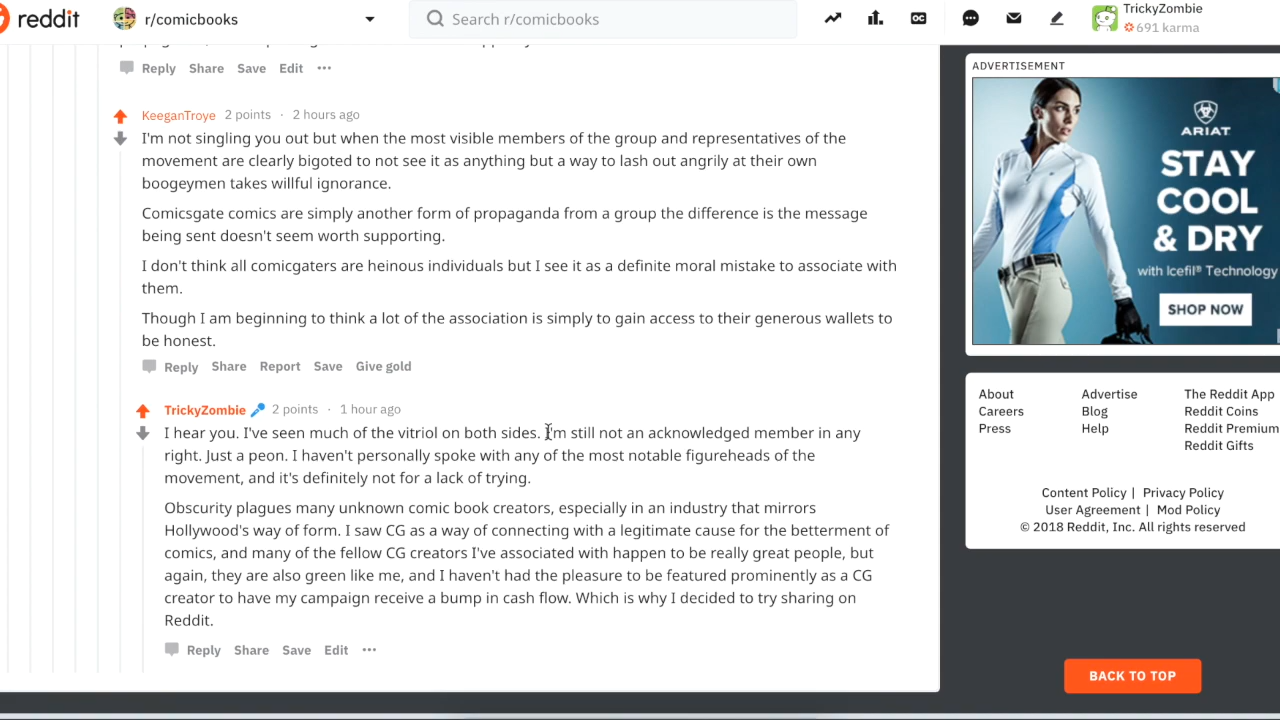 reddit
r/comicbooks
Search r/comicbooks
OC
TrickyZombie
691 karma
Reply Share Save Edit ...
KeeganTroye 2 points · 2 hours ago
I'm not singling you out but when the most visible members of the group and representatives of the
movement are clearly bigoted to not see it as anything but a way to lash out angrily at their own
boogeymen takes willful ignorance.
Comicsgate comics are simply another form of propaganda from a group the difference is the message
being sent doesn't seem worth supporting.
I don't think all comicgaters are heinous individuals but I see it as a definite moral mistake to associate with
them.
Though I am beginning to think a lot of the association is simply to gain access to their generous wallets to
be honest.
Reply Share Report Save Give gold
TrickyZombie 2 points · 1 hour ago
I hear you. I've seen much of the vitriol on both sides. I'm still not an acknowledged member in any
right. Just a peon. I haven't personally spoke with any of the most notable figureheads of the
movement, and it's definitely not for a lack of trying.
Obscurity plagues many unknown comic book creators, especially in an industry that mirrors
Hollywood's way of form. I saw CG as a way of connecting with a legitimate cause for the betterment of
comics, and many of the fellow CG creators I've associated with happen to be really great people, but
again, they are also green like me, and I haven't had the pleasure to be featured prominently as a CG
creator to have my campaign receive a bump in cash flow. Which is why I decided to try sharing on
Reddit.
Reply Share Save Edit ...
ADVERTISEMENT
ARIAT
STAY
COOL
& DRY
with Icefil® Technology
SHOP NOW
About Advertise The Reddit App
Careers Blog Reddit Coins
Press Help Reddit Premium
Reddit Gifts
Content Policy | Privacy Policy
User Agreement | Mod Policy
© 2018 Reddit, Inc. All rights reserved
BACK TO TOP